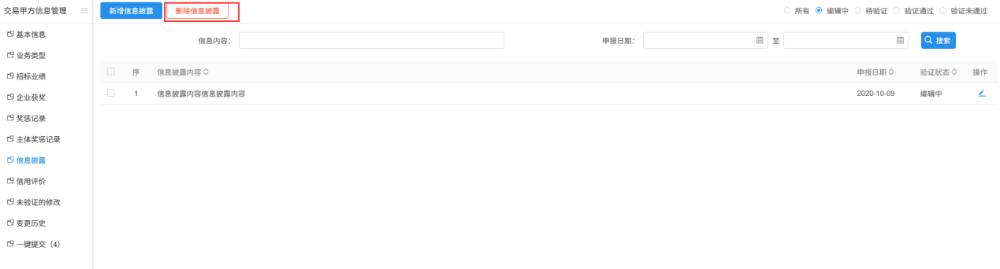 交易甲方信息管理
新增信息披露 删除信息披露
所有 编辑中 待验证 验证通过 验证未通过
基本信息
业务类型
招标业绩
企业获奖
奖惩记录
主体奖惩记录
信息披露
信用评价
未验证的修改
变更历史
一键提交（4）
信息内容： 申报日期： 至 搜索
序 信息披露内容 申报日期 验证状态 操作
1 信息披露内容信息披露内容 2020-10-09 编辑中